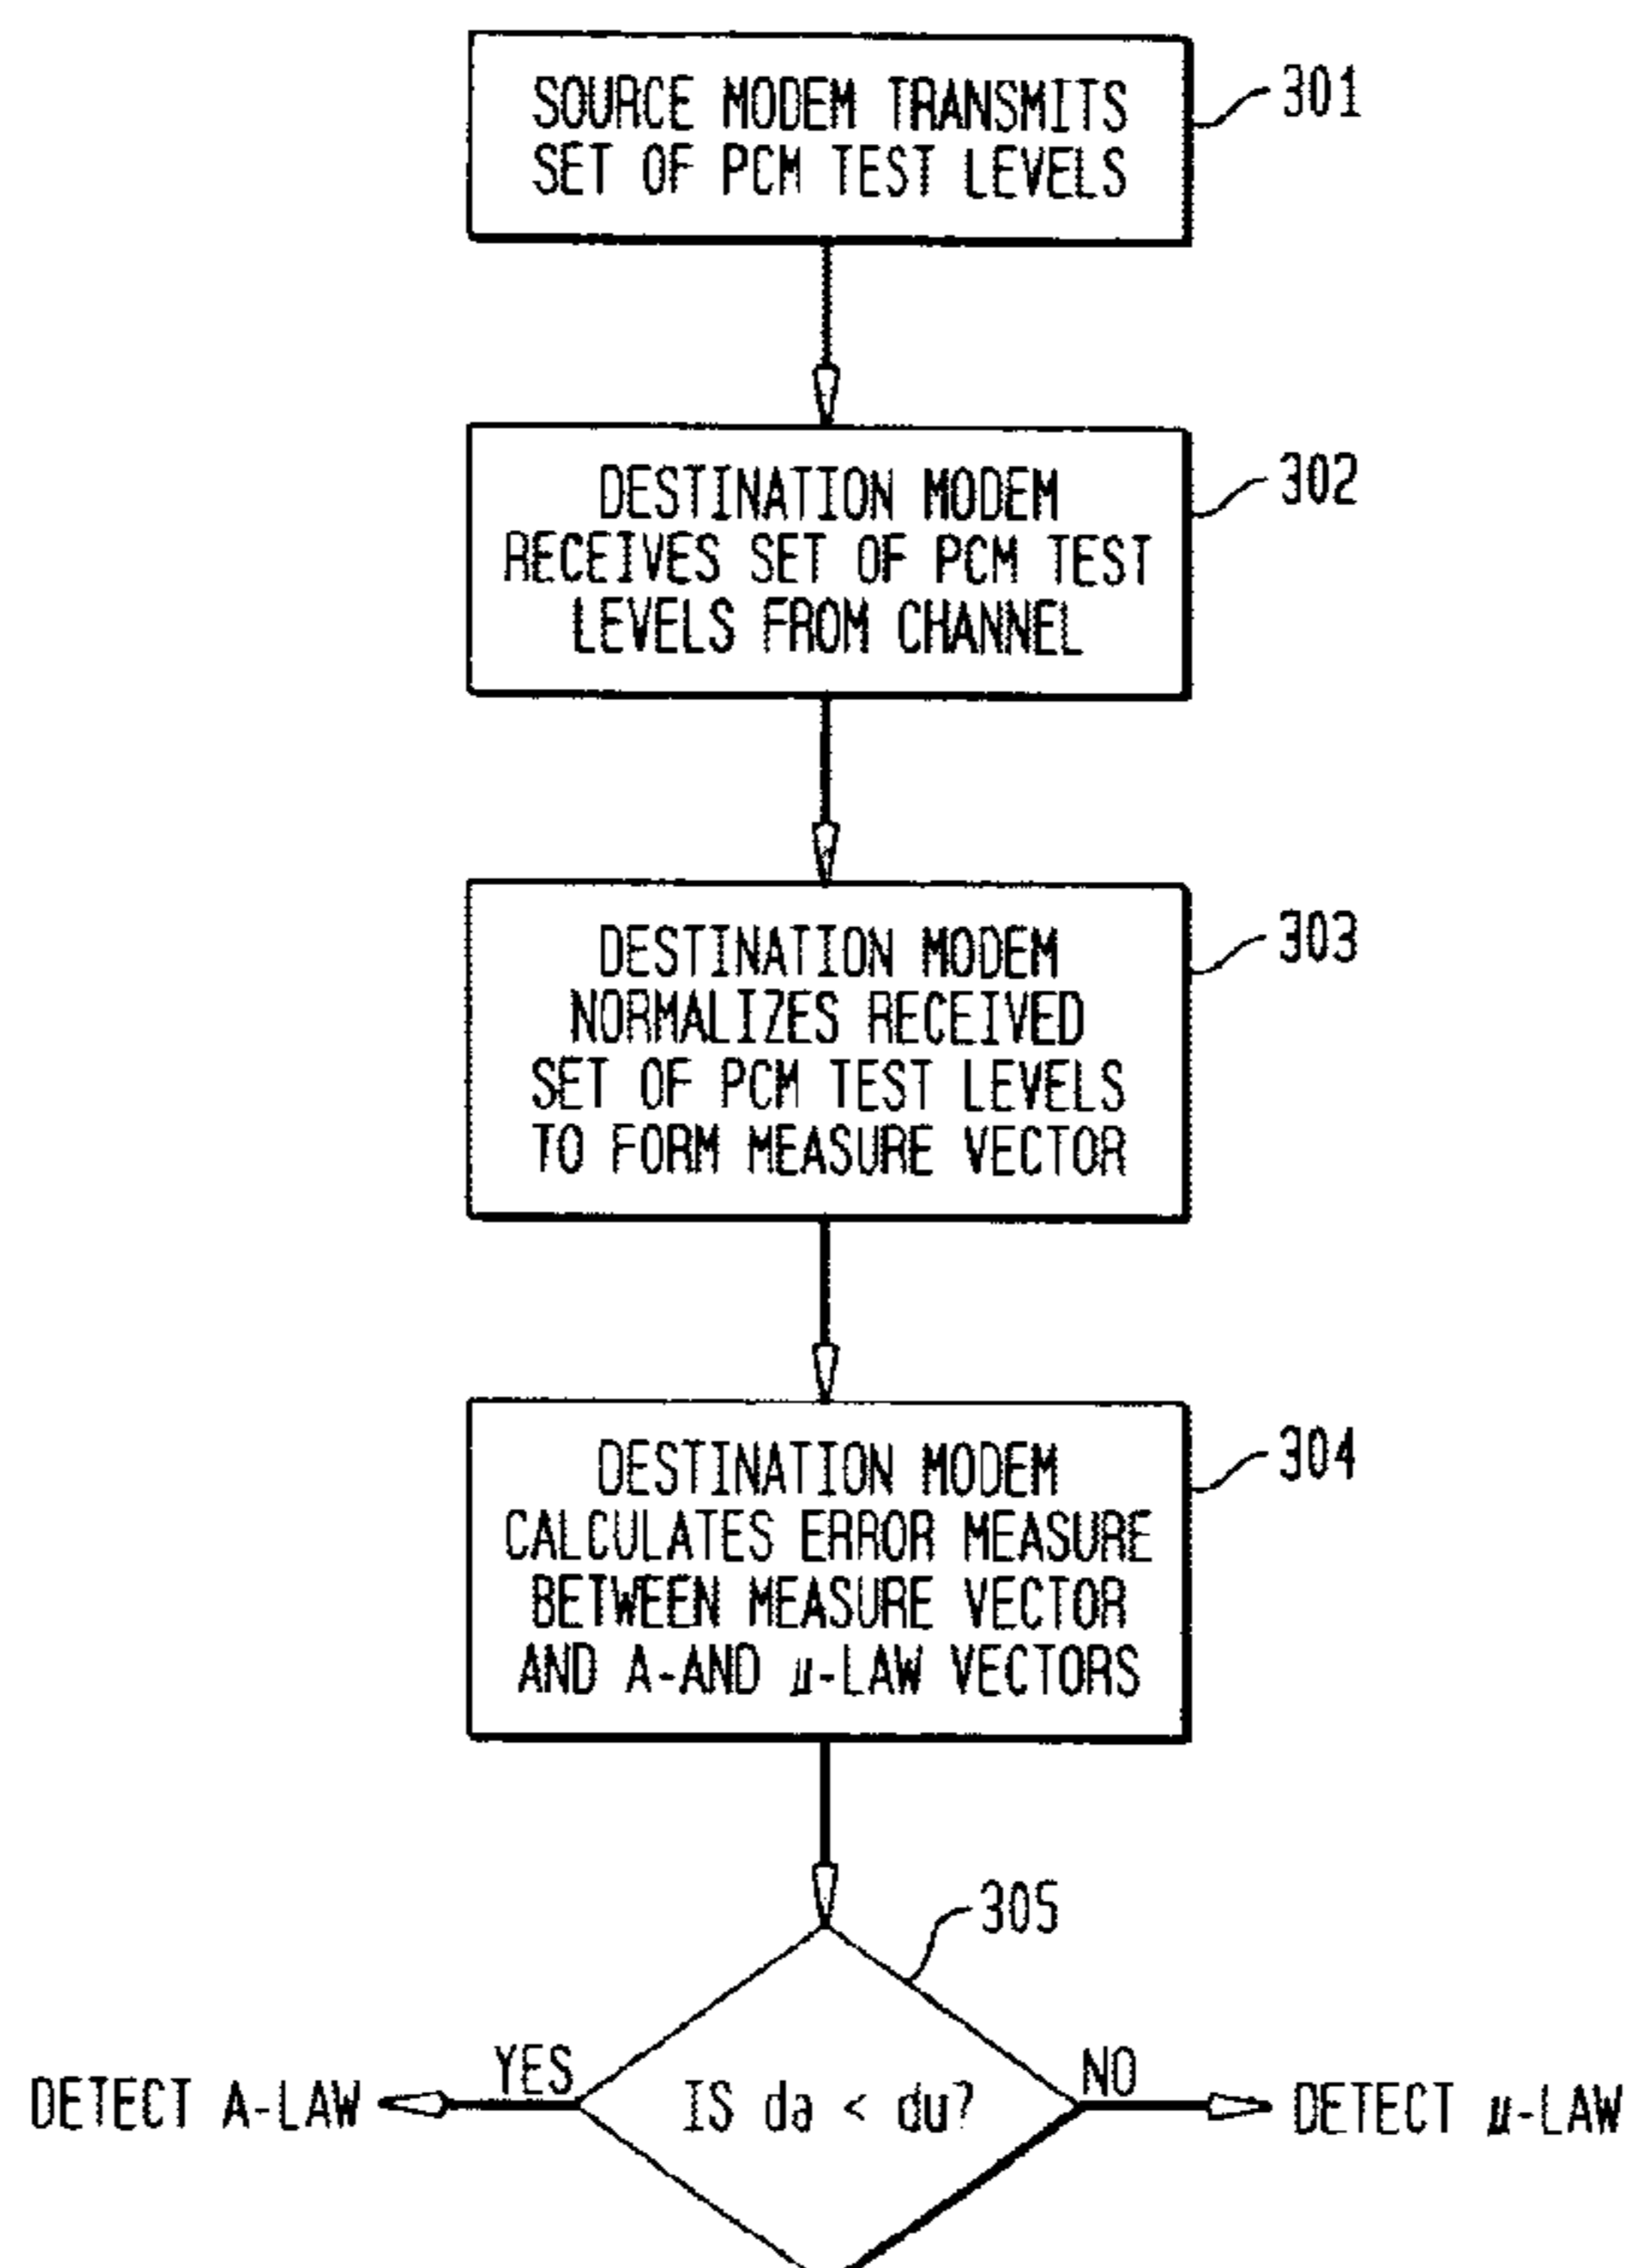 SOURCE MODEM TRANSMITS
SET OF PCM TEST LEVELS
301
DESTINATION MODEM
RECEIVES SET OF PCM TEST
LEVELS FROM CHANNEL
302
DESTINATION MODEM
NORMALIZES RECEIVED
SET OF PCM TEST LEVELS
TO FORM MEASURE VECTOR
303
DESTINATION MODEM
CALCULATES ERROR MEASURE
BETWEEN MEASURE VECTOR
AND A-AND μ-LAW VECTORS
304
305
IS da < du?
YES
DETECT A-LAW
NO
DETECT μ-LAW